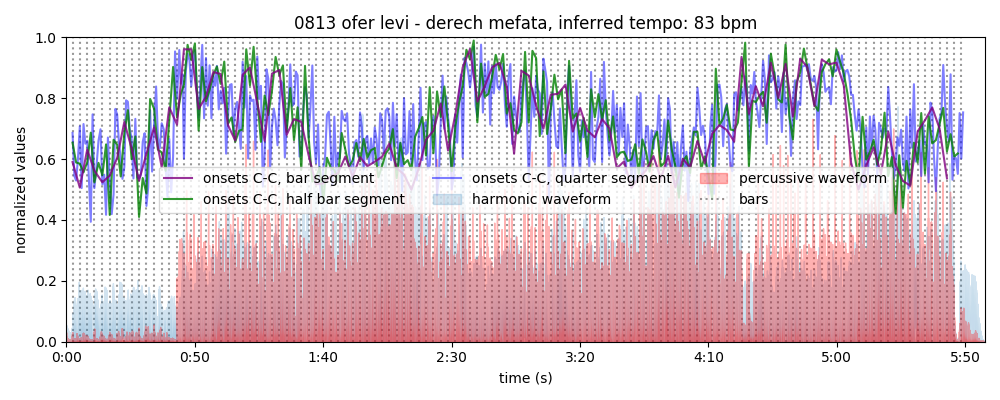 0813 ofer levi - derech mefata, inferred tempo: 83 bpm
1.0
0.8
0.6
0.4
0.2
0.0
normalized values
onsets C-C, bar segment
onsets C-C, half bar segment
onsets C-C, quarter segment
harmonic waveform
percussive waveform
bars
0:00 0:50 1:40 2:30 3:20 4:10 5:00 5:50
time (s)